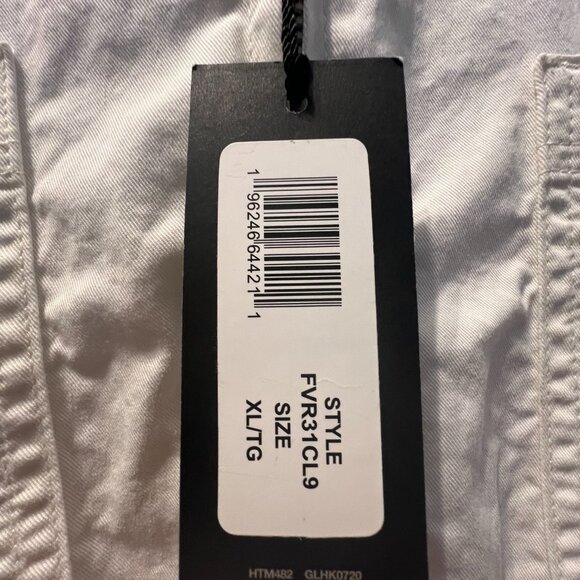 1 96246 64421 1
STYLE
FVR31CL9
SIZE
XL/TG
HTM482 GLHK0720